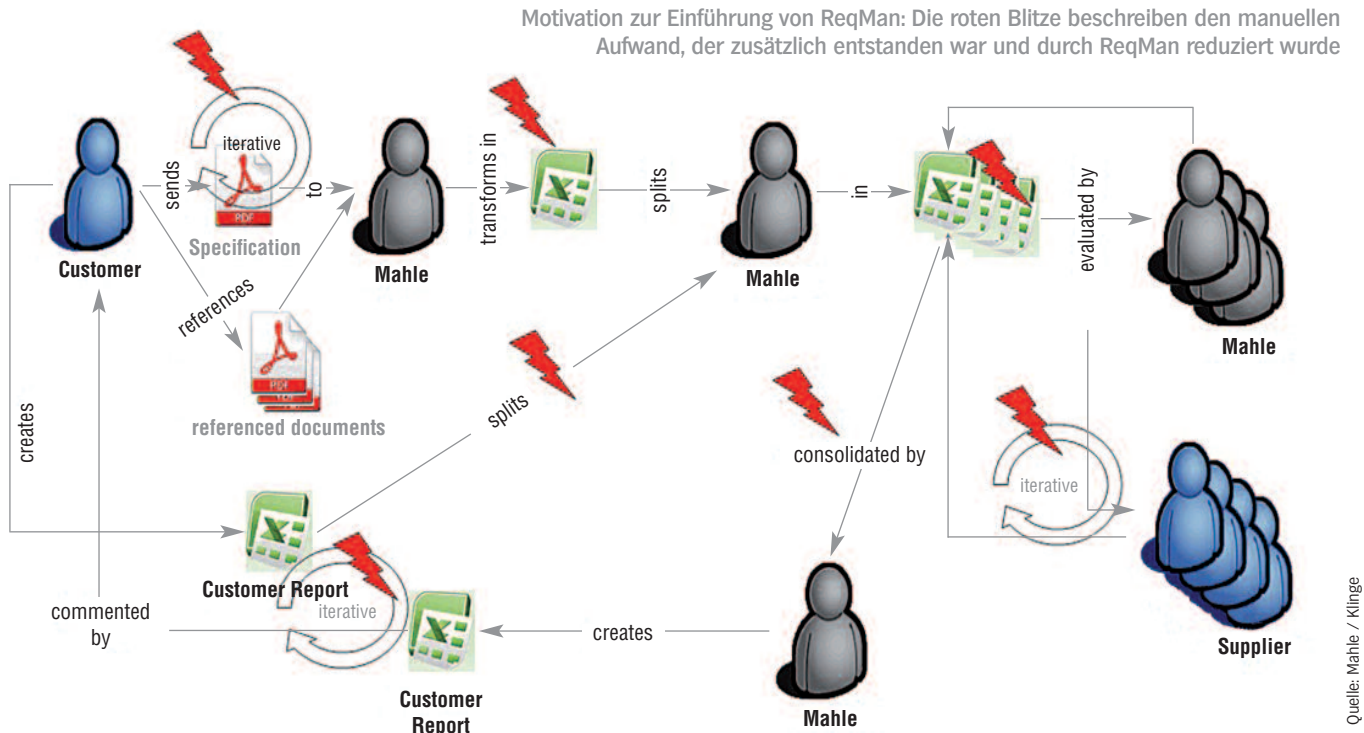 Motivation zur Einführung von ReqMan: Die roten Blitze beschreiben den manuellen
Aufwand, der zusätzlich entstanden war und durch ReqMan reduziert wurde
Customer
sends
iterative
PDF
Specification
to
Mahle
transforms in
splits
Mahle
in
evaluated by
Mahle
references
PDF
referenced documents
creates
splits
consolidated by
iterative
Supplier
Customer Report
iterative
commented
by
Customer
Report
creates
Mahle
Quelle: Mahle / Klinge